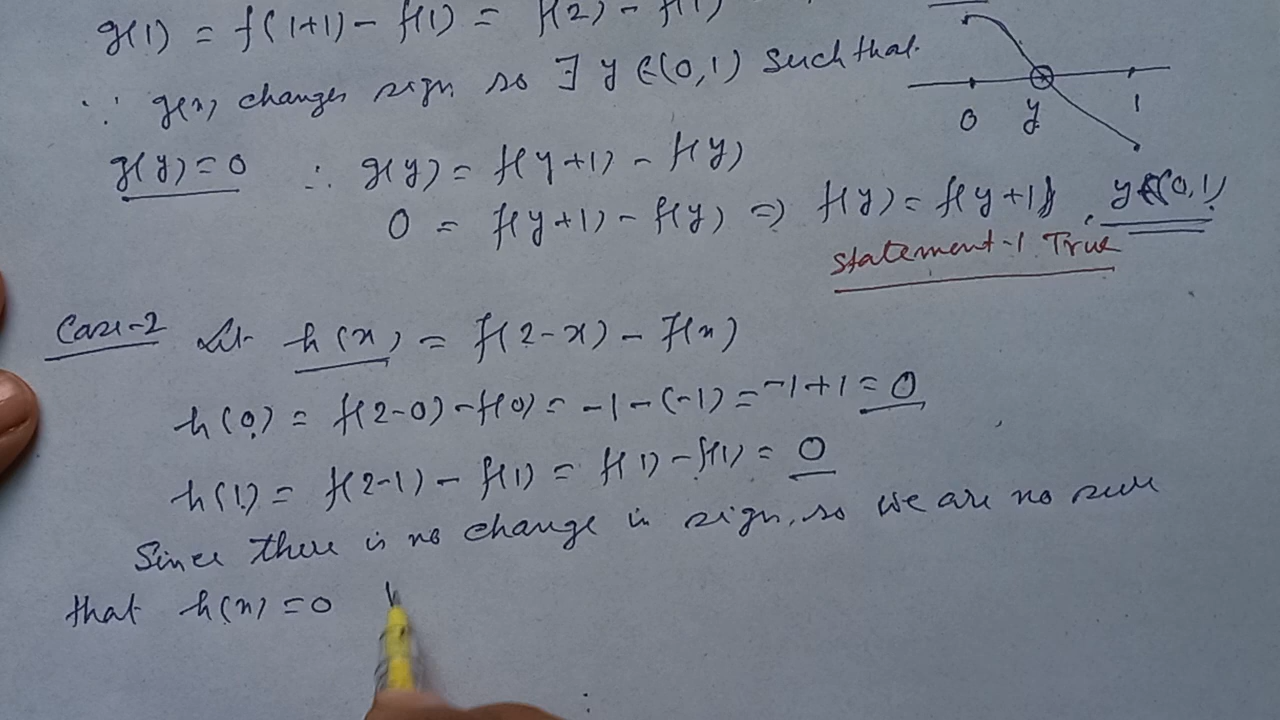 g(1) = f(1+1) - f(1) = f(2) - f(1)
∵ g(x) changes sign so ∃ y ∈ (0,1) such that
0 y 1
g(y) = 0 ∴ g(y) = f(y+1) - f(y)
0 = f(y+1) - f(y) ⇒ f(y) = f(y+1), y ∈ (0,1)
Statement-1 True
Case-2 Let h(x) = f(2-x) - f(x)
h(0) = f(2-0) - f(0) = -1-(-1) = -1+1 = 0
h(1) = f(2-1) - f(1) = f(1) - f(1) = 0
Since there is no change in sign, so we are no sure
that h(x) = 0